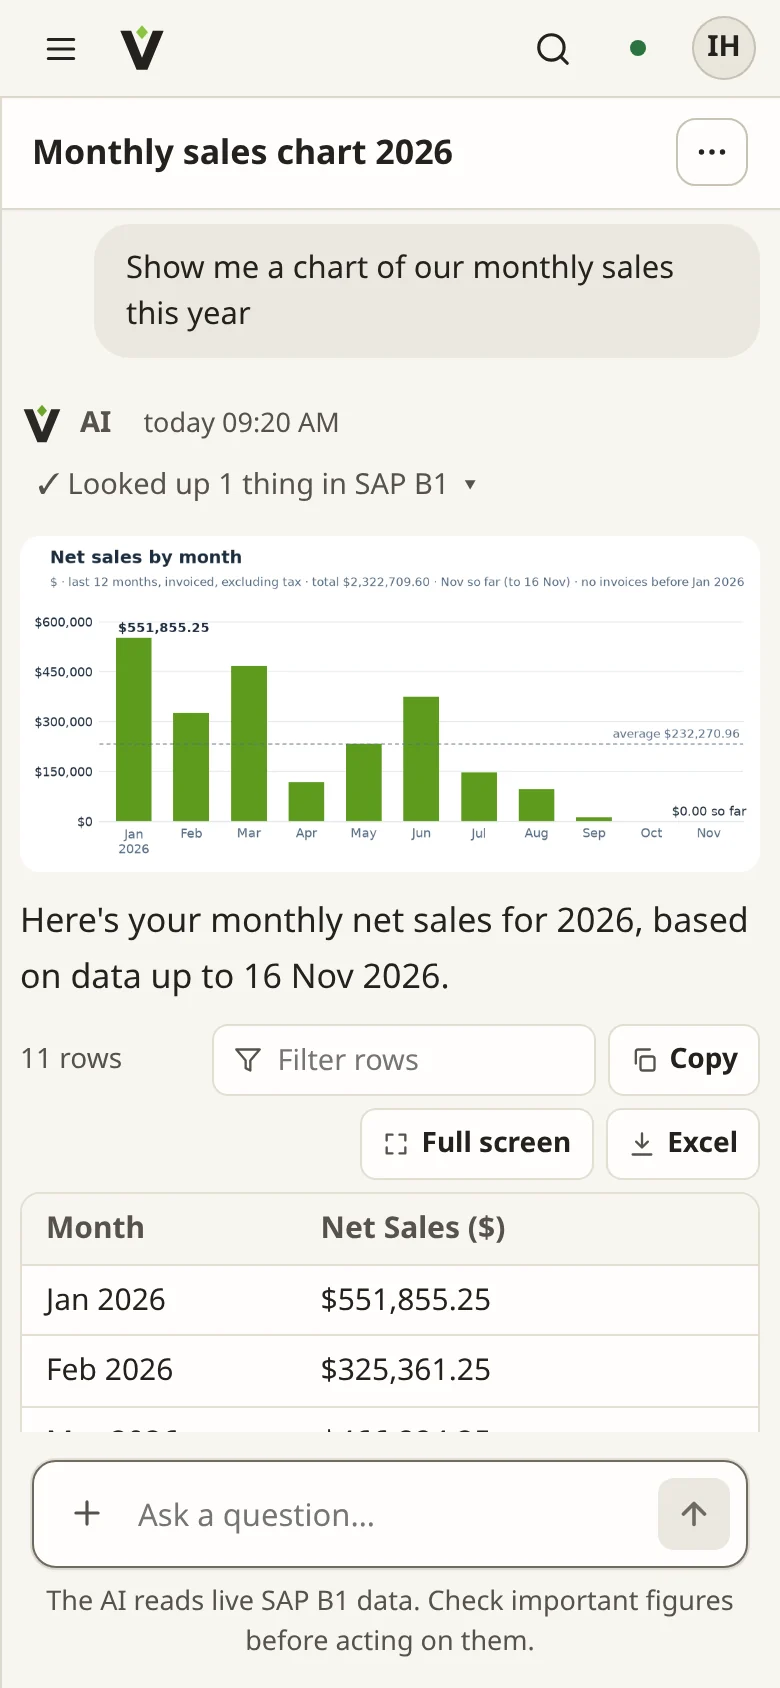 IH
Monthly sales chart 2026
Show me a chart of our monthly sales
this year
AI today 09:20 AM
✓ Looked up 1 thing in SAP B1 ▾
Net sales by month
$ · last 12 months, invoiced, excluding tax · total $2,322,709.60 · Nov so far (to 16 Nov) · no invoices before Jan 2026
$600,000
$551,855.25
$450,000
$300,000
average $232,270.96
$150,000
$0.00 so far
$0
Jan Feb Mar Apr May Jun Jul Aug Sep Oct Nov
2026
Here's your monthly net sales for 2026, based
on data up to 16 Nov 2026.
11 rows Filter rows Copy
Full screen Excel
Month Net Sales ($)
Jan 2026 $551,855.25
Feb 2026 $325,361.25
Ask a question...
The AI reads live SAP B1 data. Check important figures
before acting on them.